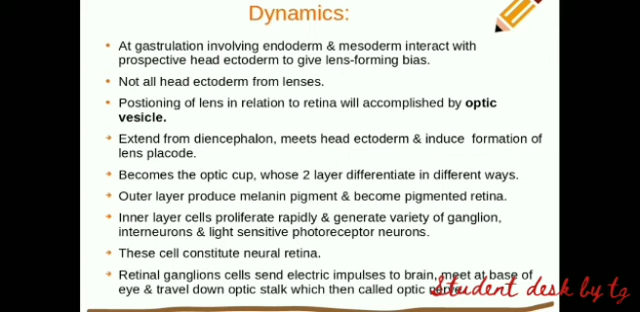 Dynamics:
• At gastrulation involving endoderm & mesoderm interact with
prospective head ectoderm to give lens-forming bias.
• Not all head ectoderm from lenses.
• Postioning of lens in relation to retina will accomplished by optic
vesicle.
→ Extend from diencephalon, meets head ectoderm & induce formation of
lens placode.
→ Becomes the optic cup, whose 2 layer differentiate in different ways.
→ Outer layer produce melanin pigment & become pigmented retina.
→ Inner layer cells proliferate rapidly & generate variety of ganglion,
interneurons & light sensitive photoreceptor neurons.
→ These cell constitute neural retina.
→ Retinal ganglions cells send electric impulses to brain, meet at base of
eye & travel down optic stalk which then called optic nerve
Student desk by tg